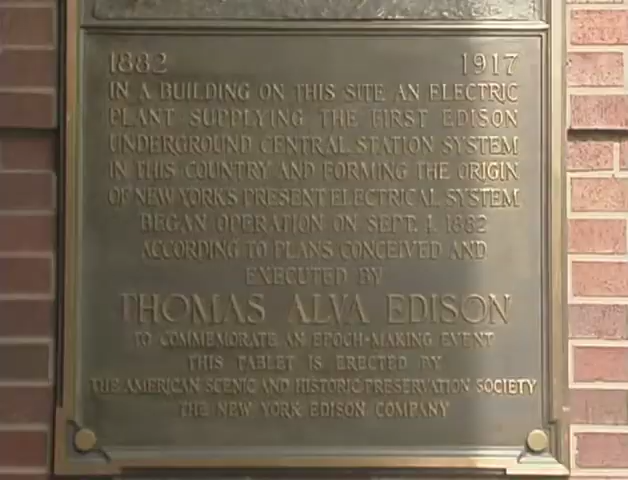 1882 1917
IN A BUILDING ON THIS SITE AN ELECTRIC
PLANT SUPPLYING THE FIRST EDISON
UNDERGROUND CENTRAL STATION SYSTEM
IN THIS COUNTRY AND FORMING THE ORIGIN
OF NEW YORK'S PRESENT ELECTRICAL SYSTEM
BEGAN OPERATION ON SEPT. 4. 1882
ACCORDING TO PLANS CONCEIVED AND
EXECUTED BY
THOMAS ALVA EDISON
TO COMMEMORATE AN EPOCH-MAKING EVENT
THIS TABLET IS ERECTED BY
THE AMERICAN SCENIC AND HISTORIC PRESERVATION SOCIETY
THE NEW YORK EDISON COMPANY